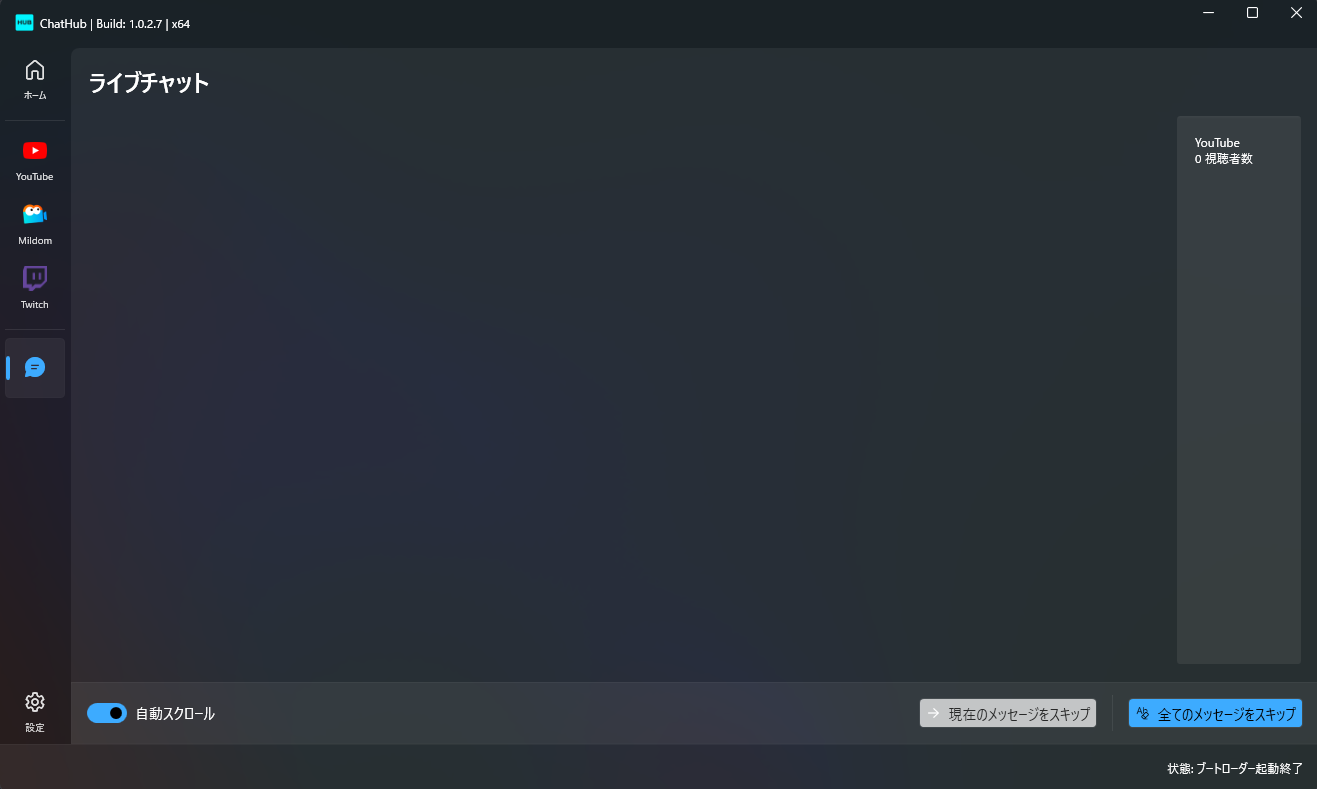 HUB
ChatHub | Build: 1.0.2.7 | x64
ホーム
YouTube
Mildom
Twitch
設定
ライブチャット
YouTube
0 視聴者数
自動スクロール
現在のメッセージをスキップ
全てのメッセージをスキップ
状態: ブートローダー起動終了